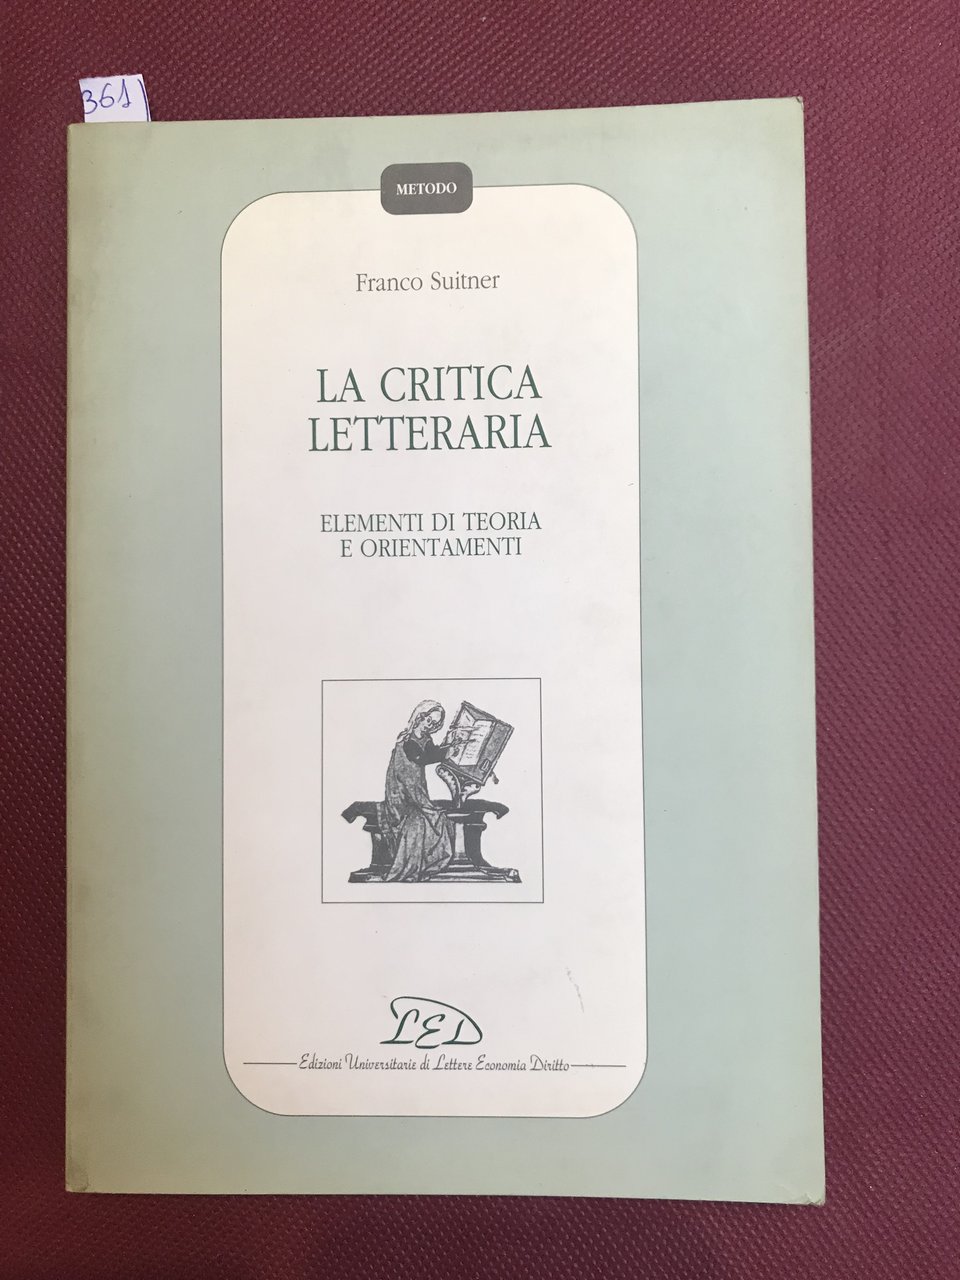 361
METODO
Franco Suitner
LA CRITICA
LETTERARIA
ELEMENTI DI TEORIA
E ORIENTAMENTI
LED
Edizioni Universitarie di Lettere Economia Diritto